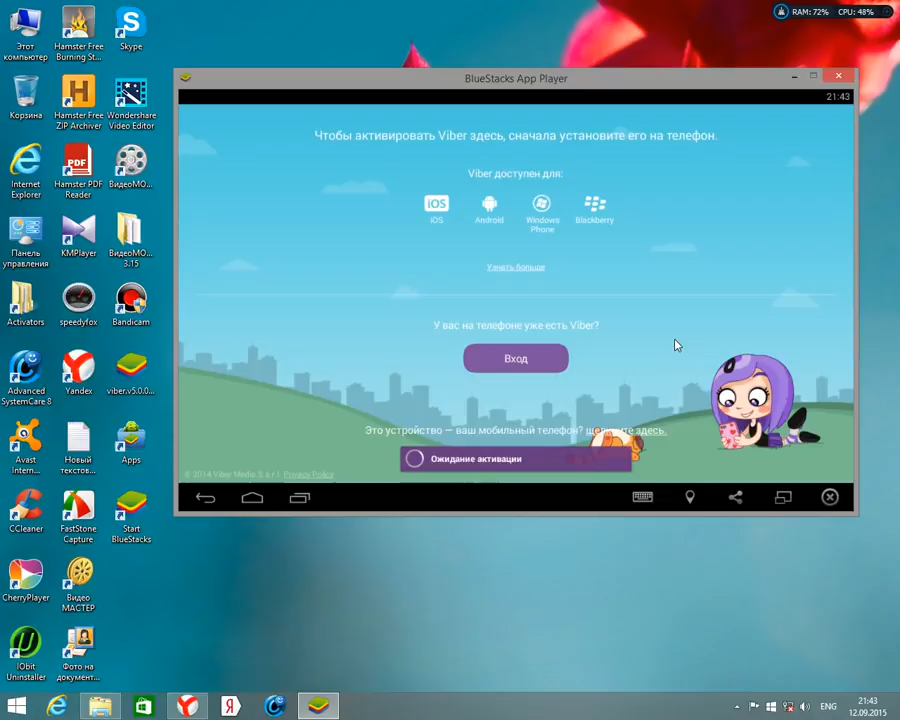 RAM: 72%
CPU: 48%
Этот
компьютер
Hamster Free
Burning St...
Skype
Корзина
Hamster Free
ZIP Archiver
Wondershare
Video Editor
Internet
Explorer
PDF
Hamster PDF
Reader
ВидеоМО...
Панель
управления
KMPlayer
ВидеоМО...
3.15
Activators
speedyfox
Bandicam
Advanced
SystemCare 8
Yandex
viber.v5.0.0...
Avast
Intern...
Новый
текстов...
Apps
CCleaner
FastStone
Capture
Start
BlueStacks
CherryPlayer
Видео
МАСТЕР
IObit
Uninstaller
Фото на
документ...
BlueStacks App Player
21:43
Чтобы активировать Viber здесь, сначала установите его на телефон.
Viber доступен для:
iOS
iOS
Android
Windows
Phone
Blackberry
Узнать больше
У вас на телефоне уже есть Viber?
Вход
Это устройство — ваш мобильный телефон? щелкните здесь.
Ожидание активации
© 2014 Viber Media S.a r.l. Privacy Policy
Я
ENG
21:43
12.09.2015